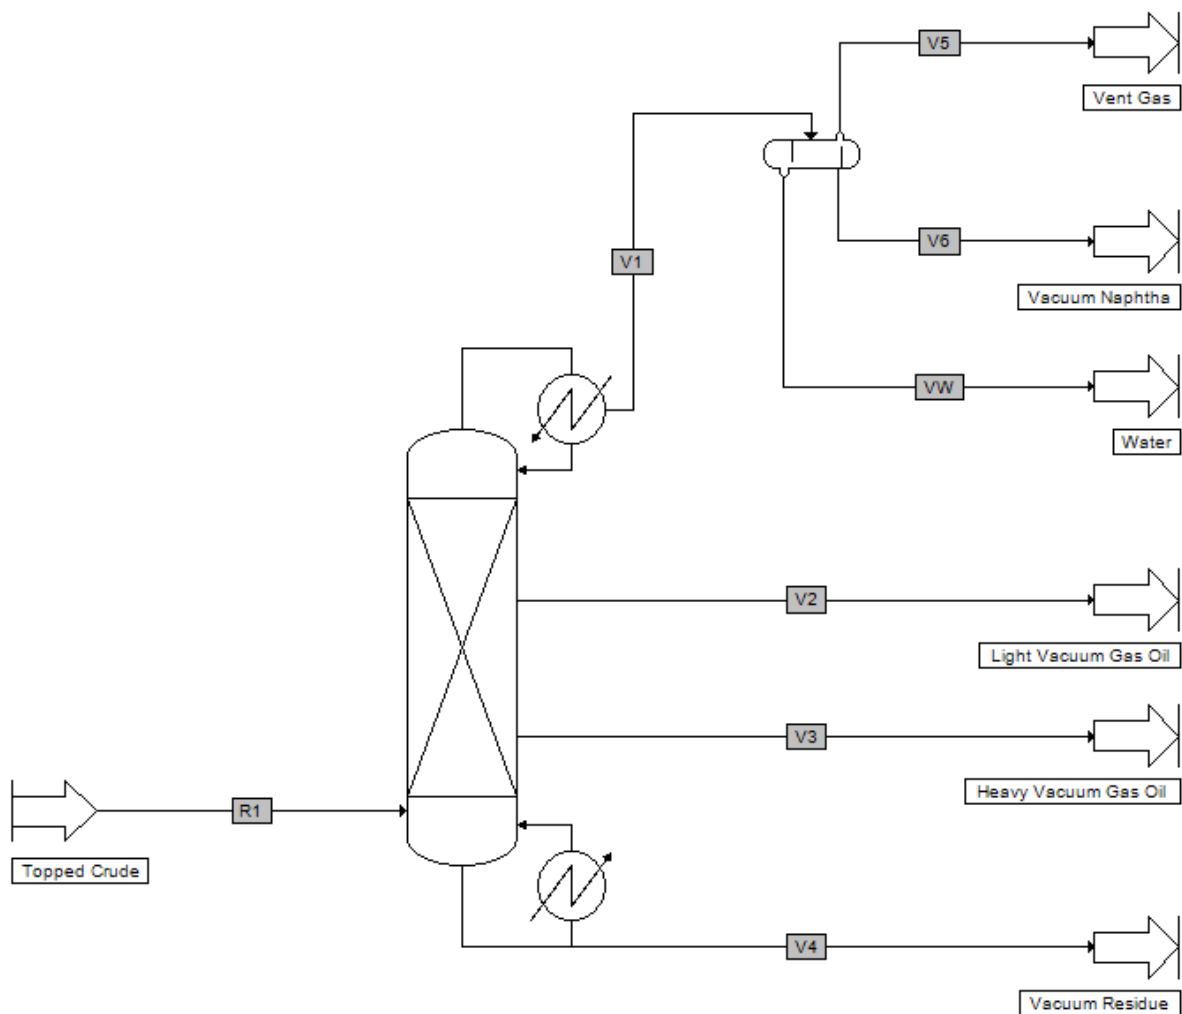 V5
Vent Gas
V1
V6
Vacuum Naphtha
VW
Water
V2
Light Vacuum Gas Oil
V3
Heavy Vacuum Gas Oil
R1
Topped Crude
V4
Vacuum Residue